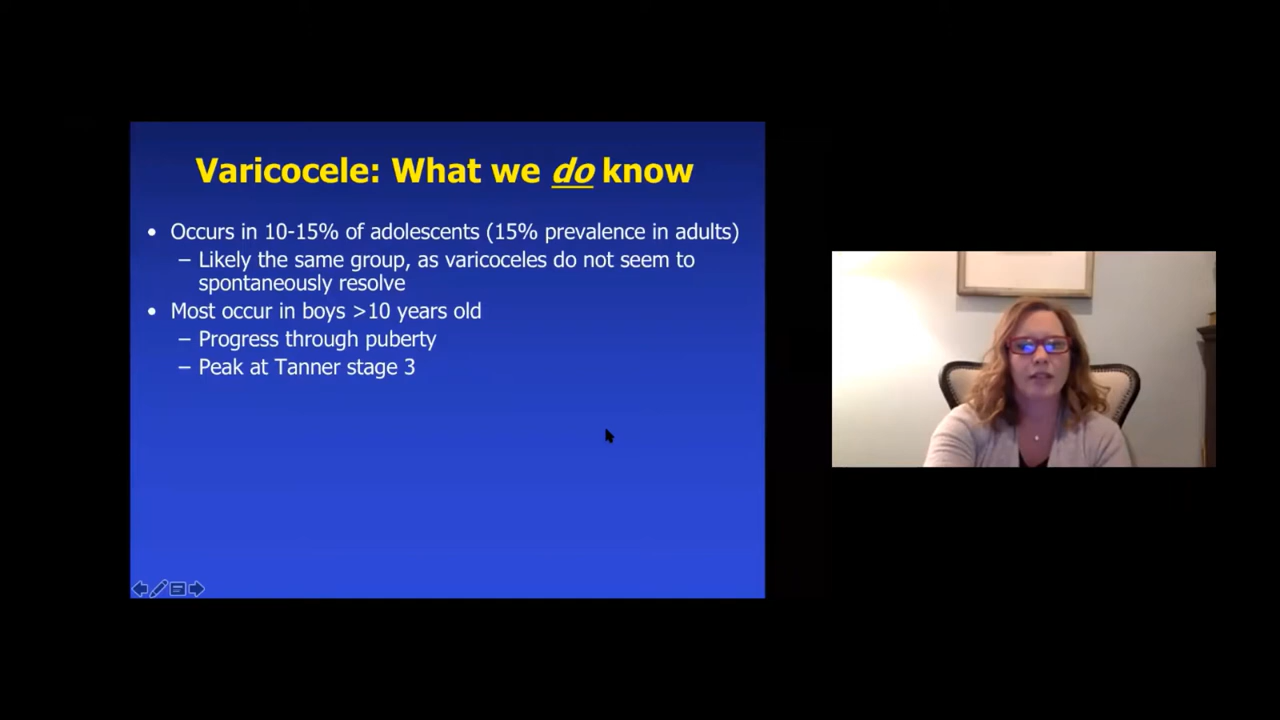 Varicocele: What we do know
• Occurs in 10-15% of adolescents (15% prevalence in adults)
– Likely the same group, as varicoceles do not seem to
spontaneously resolve
• Most occur in boys >10 years old
– Progress through puberty
– Peak at Tanner stage 3